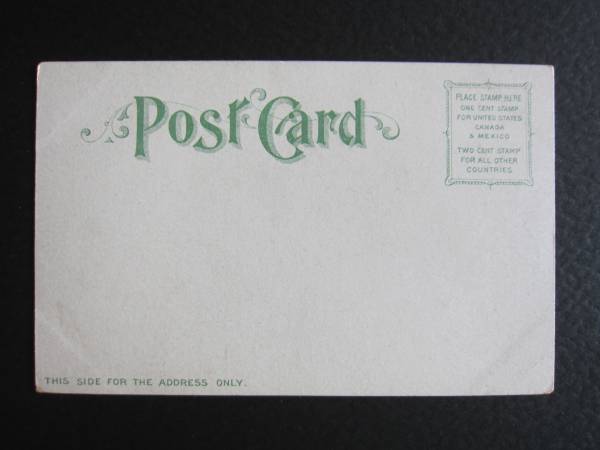 Post Card
PLACE STAMP HERE
ONE CENT STAMP
FOR UNITED STATES
CANADA
& MEXICO
TWO CENT STAMP
FOR ALL OTHER
COUNTRIES
THIS SIDE FOR THE ADDRESS ONLY.